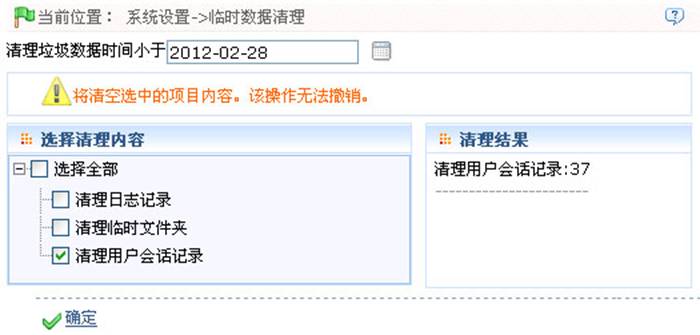 当前位置： 系统设置->临时数据清理
清理垃圾数据时间小于 2012-02-28
将清空选中的项目内容。该操作无法撤销。
选择清理内容
选择全部
清理日志记录
清理临时文件夹
清理用户会话记录
清理结果
清理用户会话记录:37
----------------------
确定